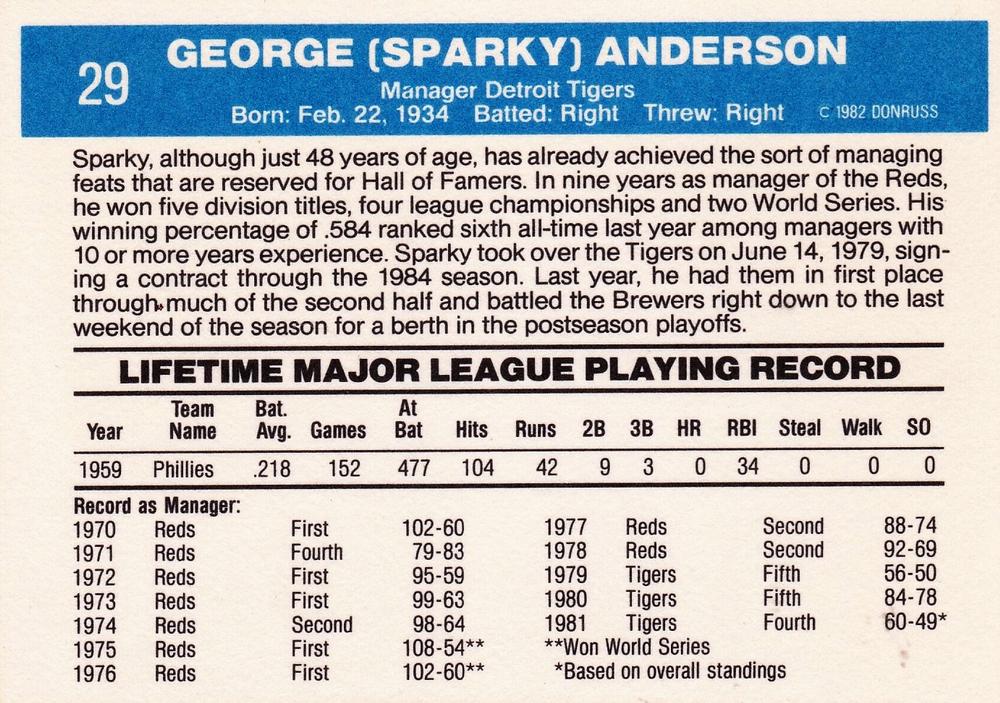 29
GEORGE (SPARKY) ANDERSON
Manager Detroit Tigers
Born: Feb. 22, 1934 Batted: Right Threw: Right © 1982 DONRUSS
Sparky, although just 48 years of age, has already achieved the sort of managing
feats that are reserved for Hall of Famers. In nine years as manager of the Reds,
he won five division titles, four league championships and two World Series. His
winning percentage of .584 ranked sixth all-time last year among managers with
10 or more years experience. Sparky took over the Tigers on June 14, 1979, sign-
ing a contract through the 1984 season. Last year, he had them in first place
through much of the second half and battled the Brewers right down to the last
weekend of the season for a berth in the postseason playoffs.
LIFETIME MAJOR LEAGUE PLAYING RECORD
Year Team Name Bat. Avg. Games At Bat Hits Runs 2B 3B HR RBI Steal Walk SO
1959 Phillies .218 152 477 104 42 9 3 0 34 0 0 0
Record as Manager:
1970 Reds First 102-60
1971 Reds Fourth 79-83
1972 Reds First 95-59
1973 Reds First 99-63
1974 Reds Second 98-64
1975 Reds First 108-54**
1976 Reds First 102-60**
1977 Reds Second 88-74
1978 Reds Second 92-69
1979 Tigers Fifth 56-50
1980 Tigers Fifth 84-78
1981 Tigers Fourth 60-49*
**Won World Series
*Based on overall standings